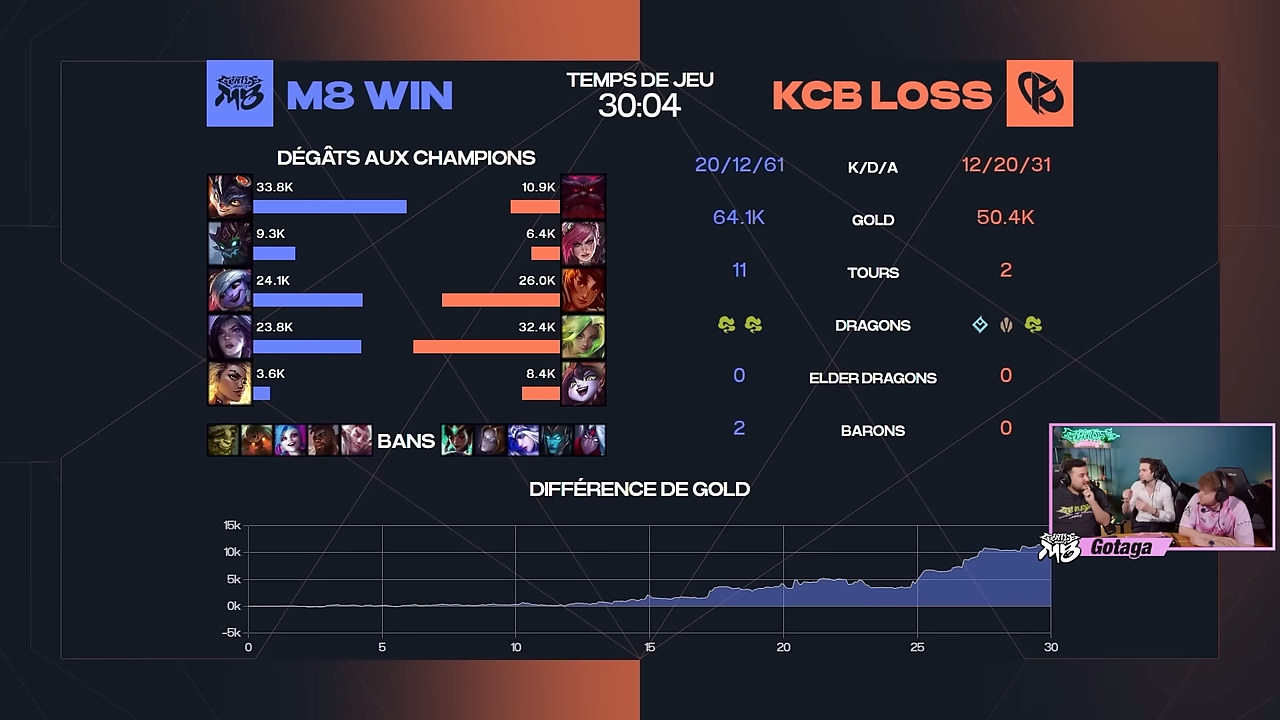 M8 WIN
TEMPS DE JEU
30:04
KCB LOSS
DÉGÂTS AUX CHAMPIONS
33.8K 10.9K
9.3K 6.4K
24.1K 26.0K
23.8K 32.4K
3.6K 8.4K
BANS
20/12/61 K/D/A 12/20/31
64.1K GOLD 50.4K
11 TOURS 2
DRAGONS
0 ELDER DRAGONS 0
2 BARONS 0
DIFFÉRENCE DE GOLD
15k
10k
5k
0k
-5k
0 5 10 15 20 25 30
M8 Gotaga